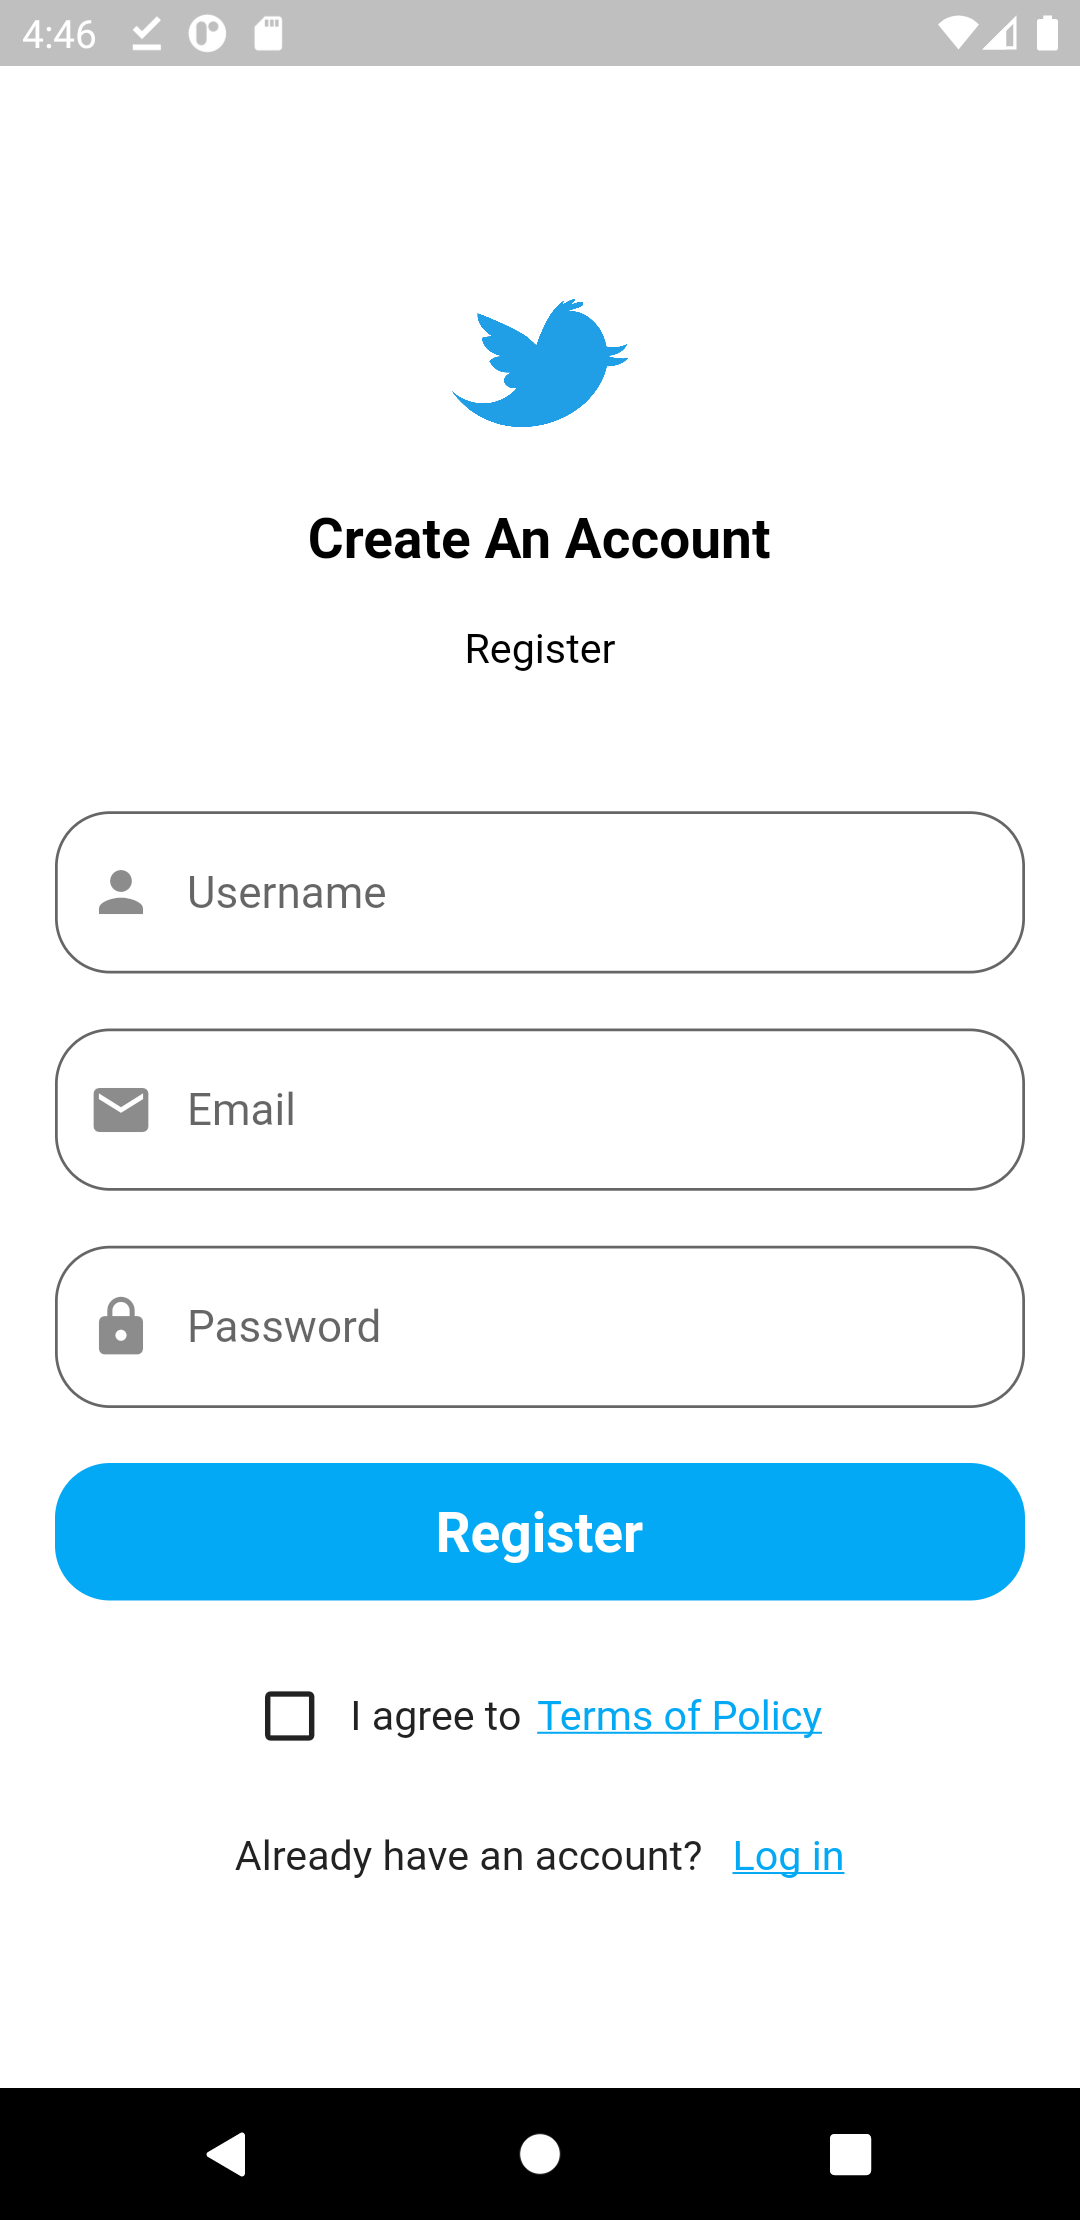 4:46
Create An Account
Register
Username
Email
Password
Register
I agree to Terms of Policy
Already have an account? Log in